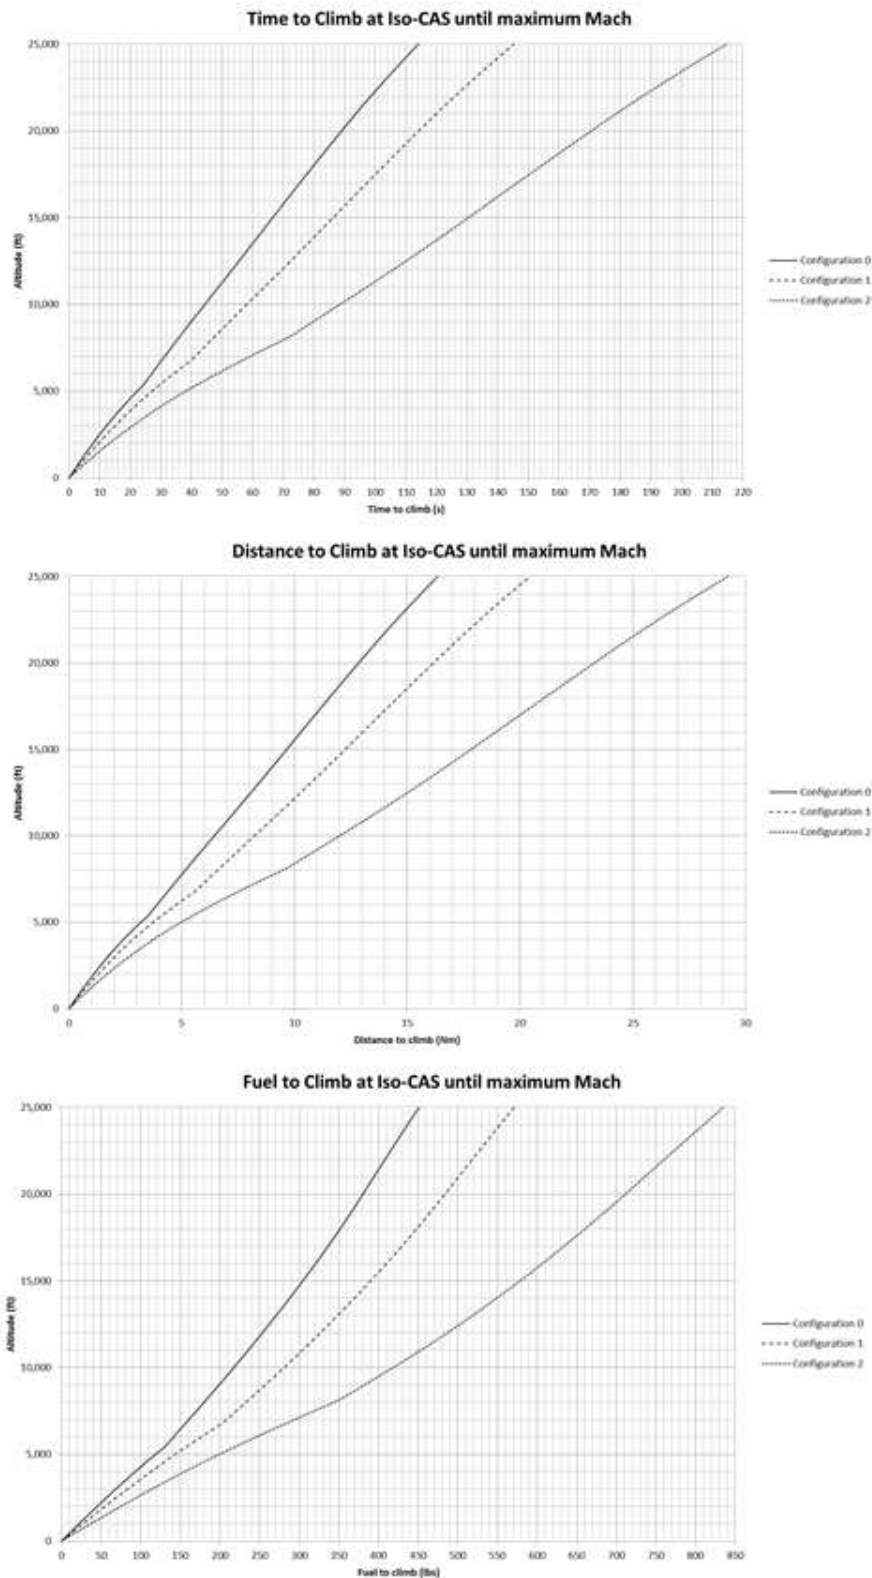 Time to Climb at Iso-CAS until maximum Mach
25,000
20,000
15,000
10,000
5,000
0
Altitude (ft)
0 10 20 30 40 50 60 70 80 90 100 110 120 130 140 150 160 170 180 190 200 210 220
Time to climb (s)
Configuration 0
Configuration 1
Configuration 2
Distance to Climb at Iso-CAS until maximum Mach
25,000
20,000
15,000
10,000
5,000
0
Altitude (ft)
0 5 10 15 20 25 30
Distance to climb (Nm)
Configuration 0
Configuration 1
Configuration 2
Fuel to Climb at Iso-CAS until maximum Mach
25,000
20,000
15,000
10,000
5,000
0
Altitude (ft)
0 50 100 150 200 250 300 350 400 450 500 550 600 650 700 750 800 850
Fuel to climb (lbs)
Configuration 0
Configuration 1
Configuration 2